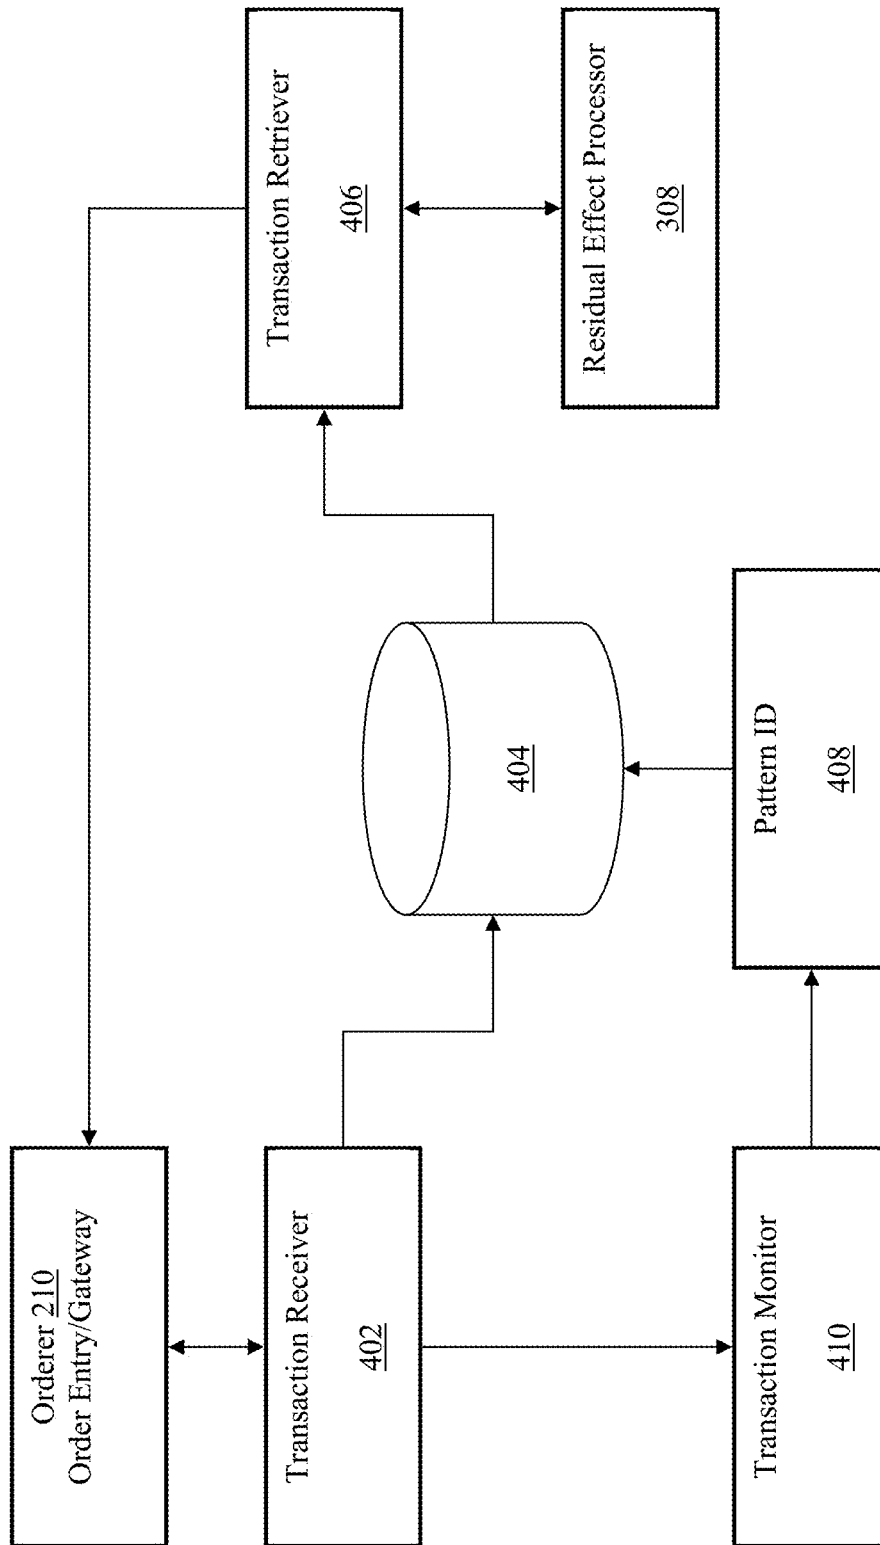 Orderer 210
Order Entry/Gateway
Transaction Receiver
402
Transaction Monitor
410
404
Pattern ID
408
Transaction Retriever
406
Residual Effect Processor
308